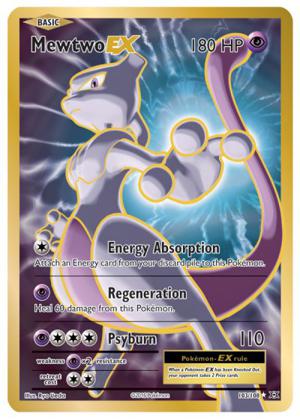 BASIC
Mewtwo EX 180 HP
Energy Absorption
Attach an Energy card from your discard pile to this Pokémon.
Regeneration
Heal 60 damage from this Pokémon.
Psyburn 110
weakness ×2 resistance
retreat cost
Pokémon-EX rule
When a Pokémon-EX has been Knocked Out, your opponent takes 2 Prize cards.
Illus. Ryo Ueda ©2016 Pokémon